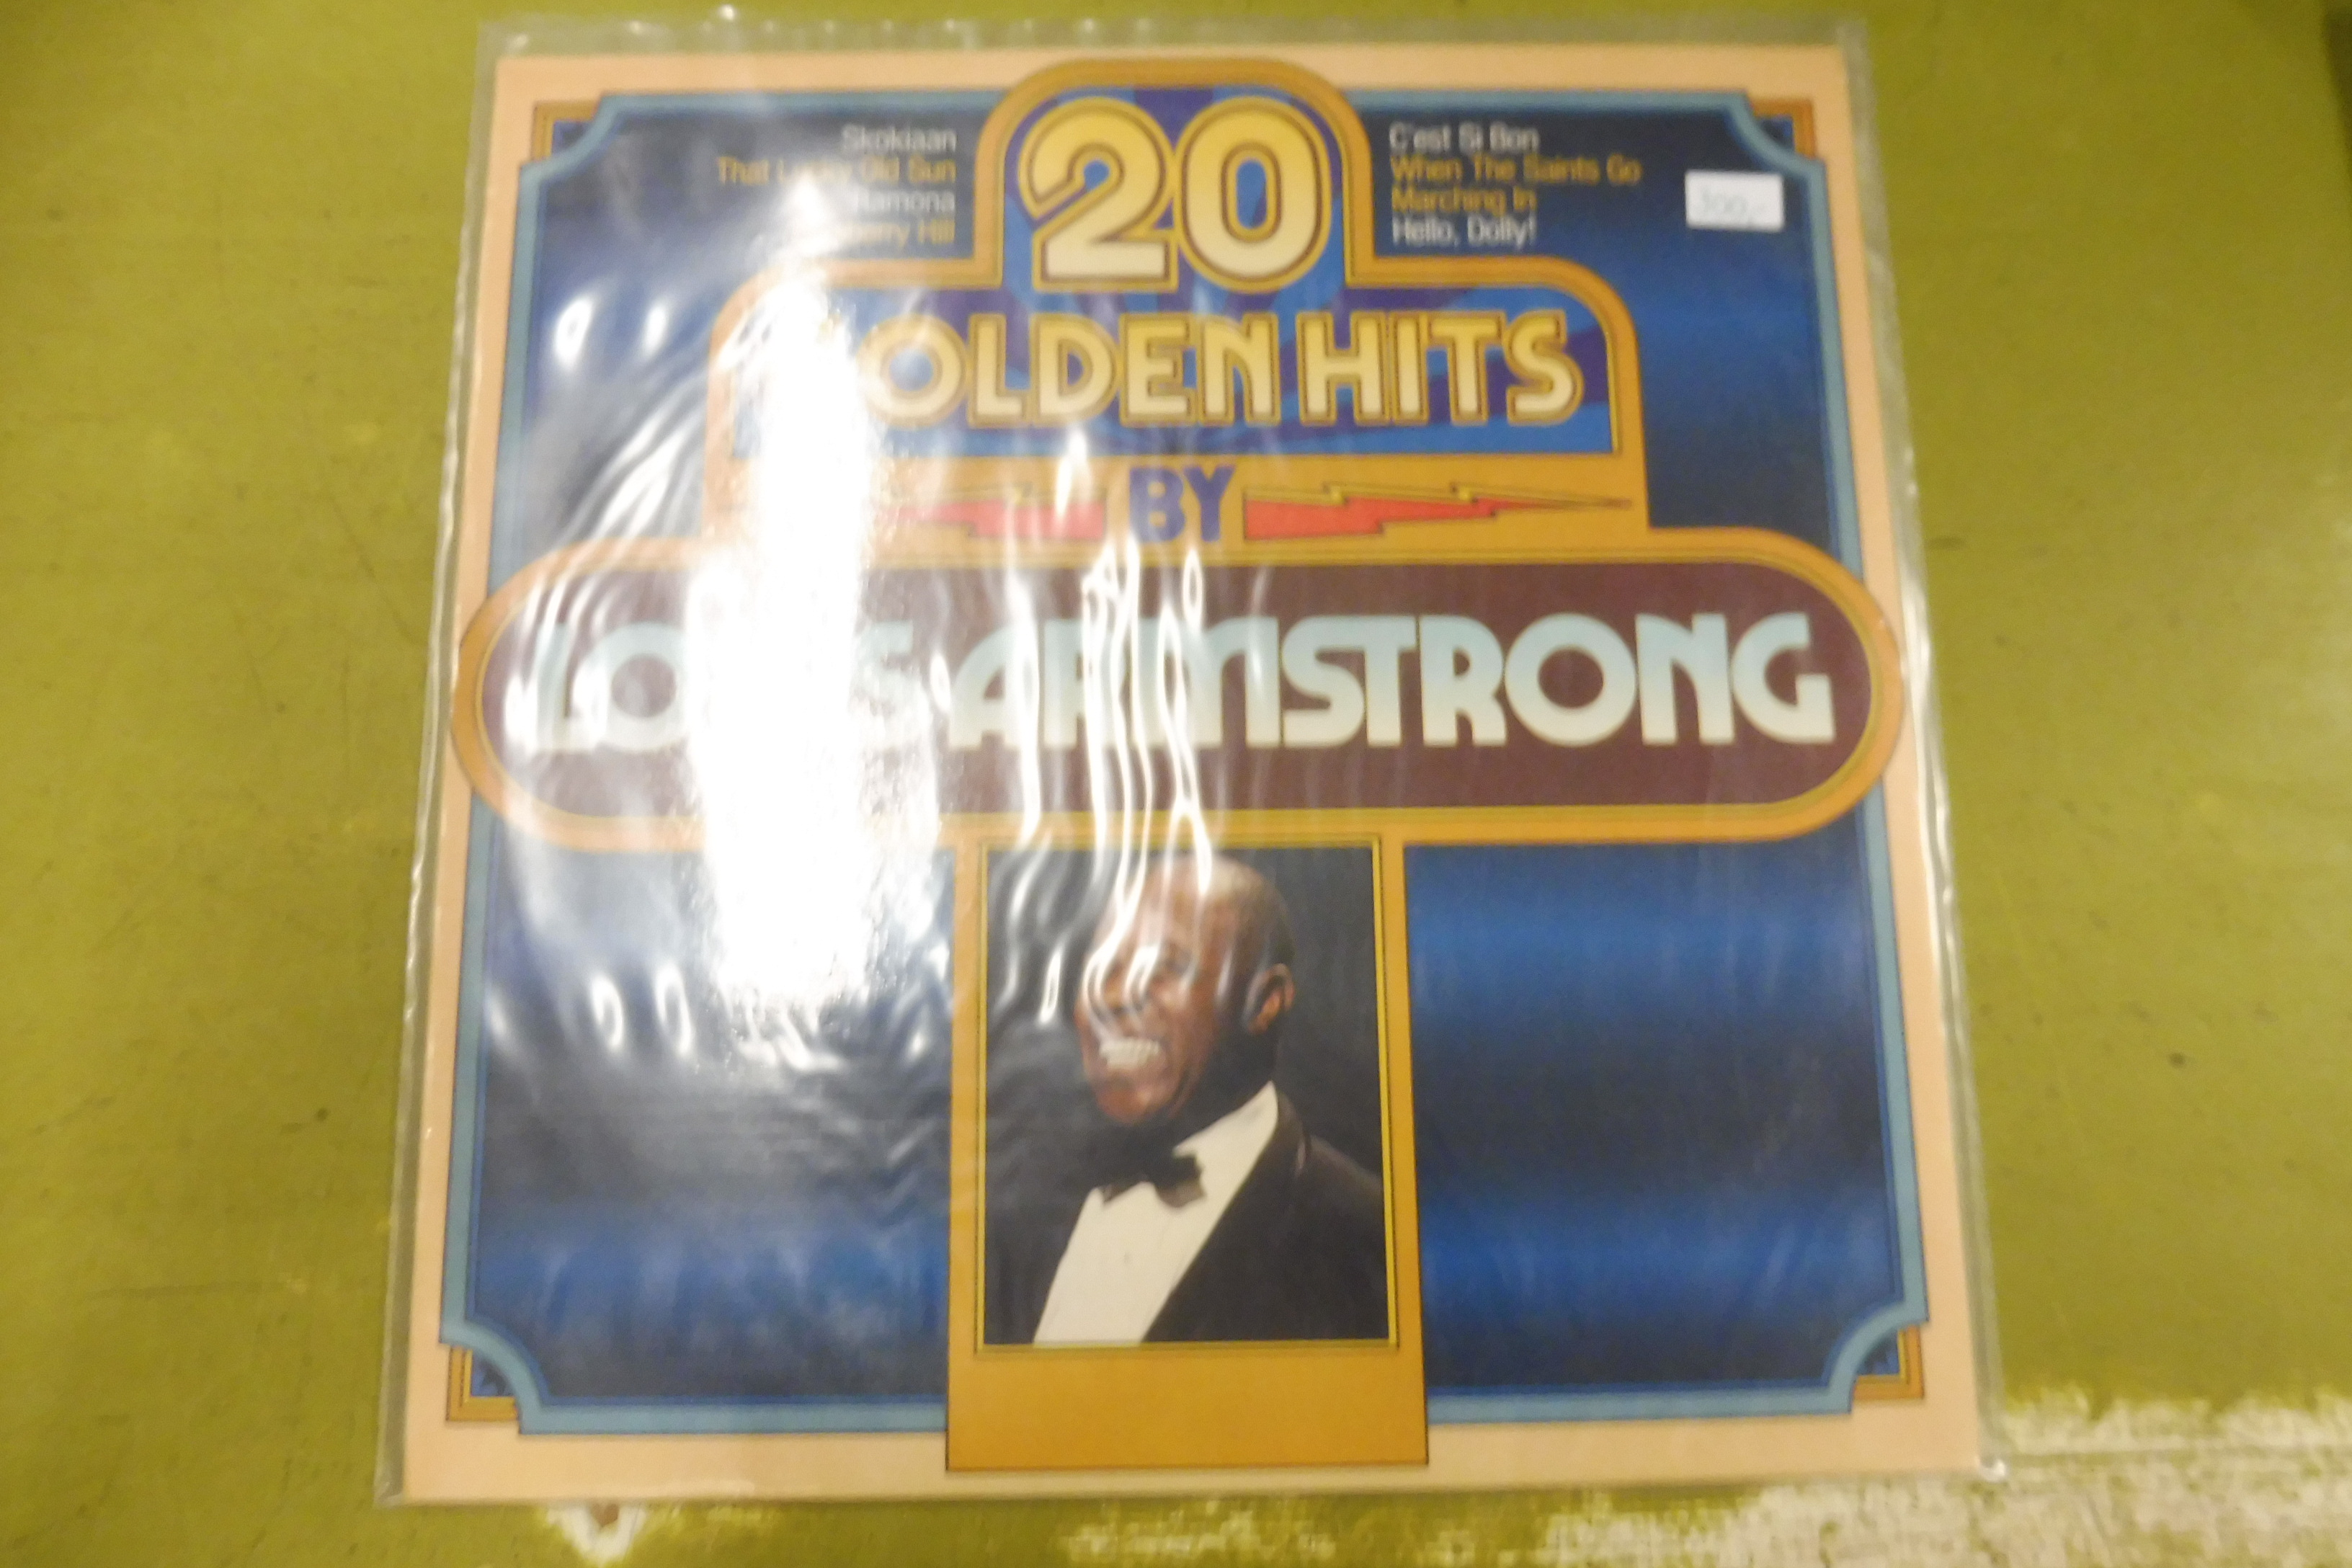 Skokiaan
That Lucky Old Sun
Ramona
Hill
C'est Si Bon
When The Saints Go
Marching In
Hello, Dolly!
300,-
20
GOLDEN HITS
BY
LOUIS ARMSTRONG